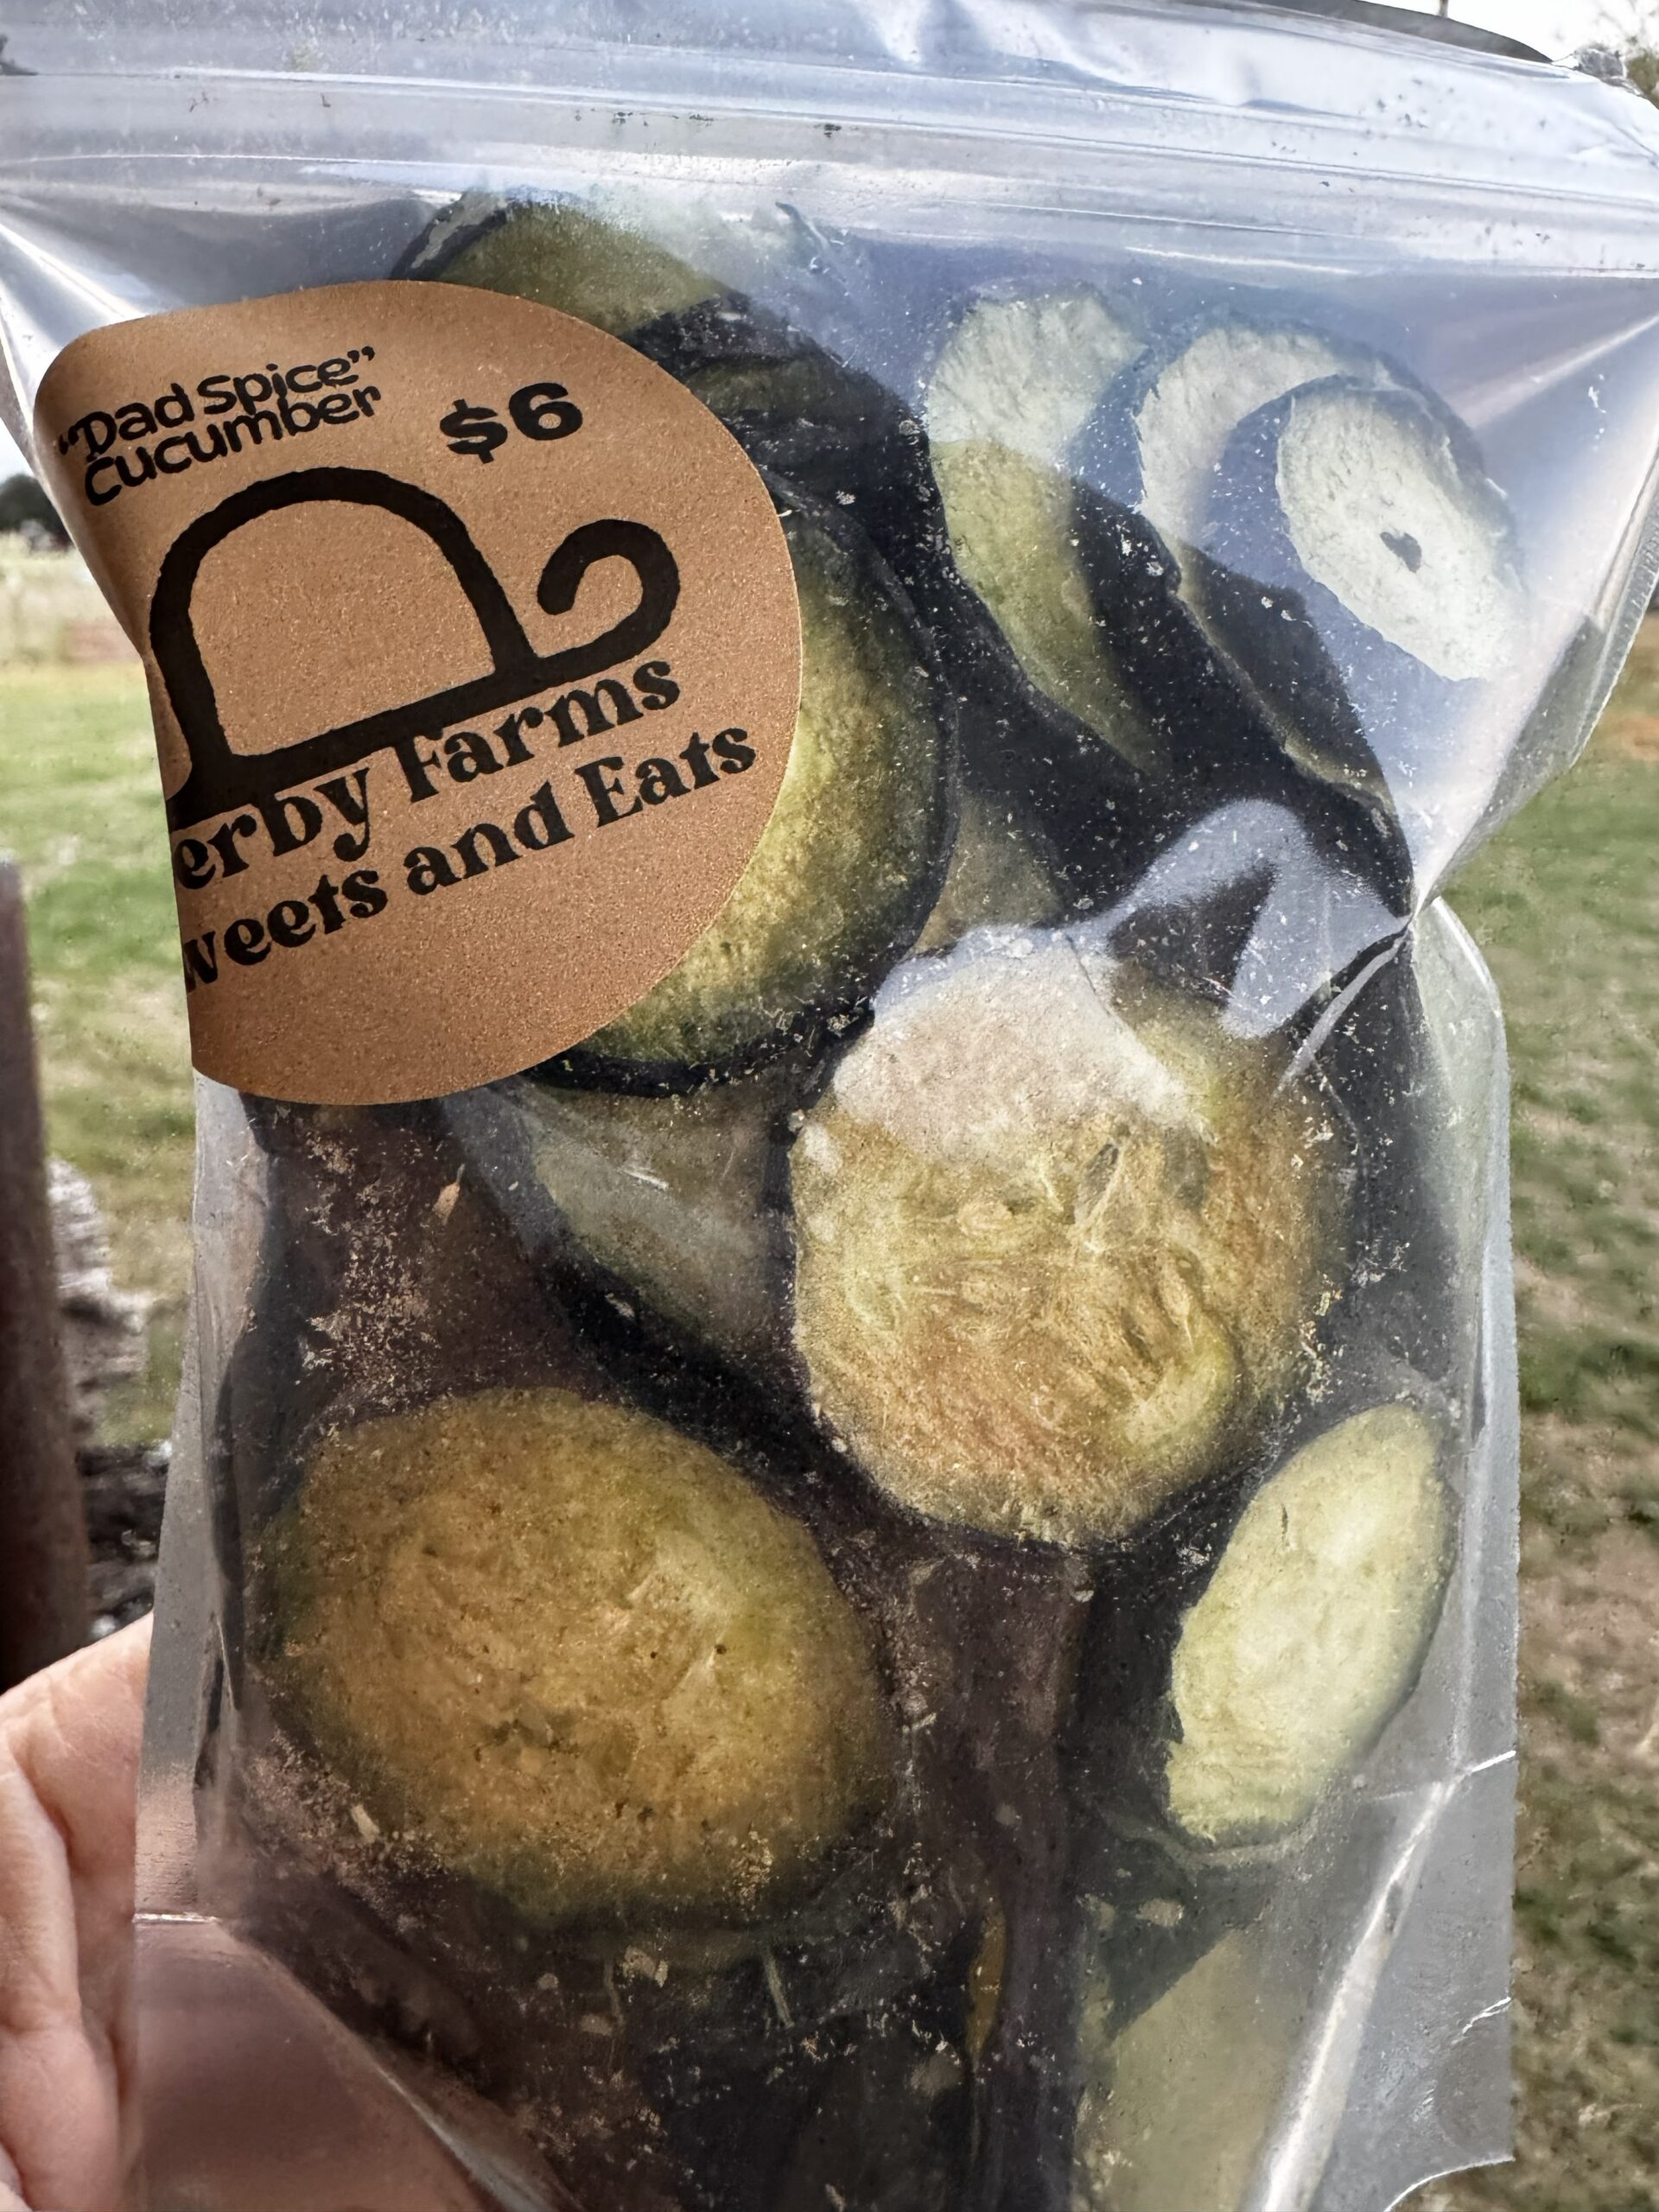 "Dad Spice"
Cucumber
$6
erby Farms
weets and Eats